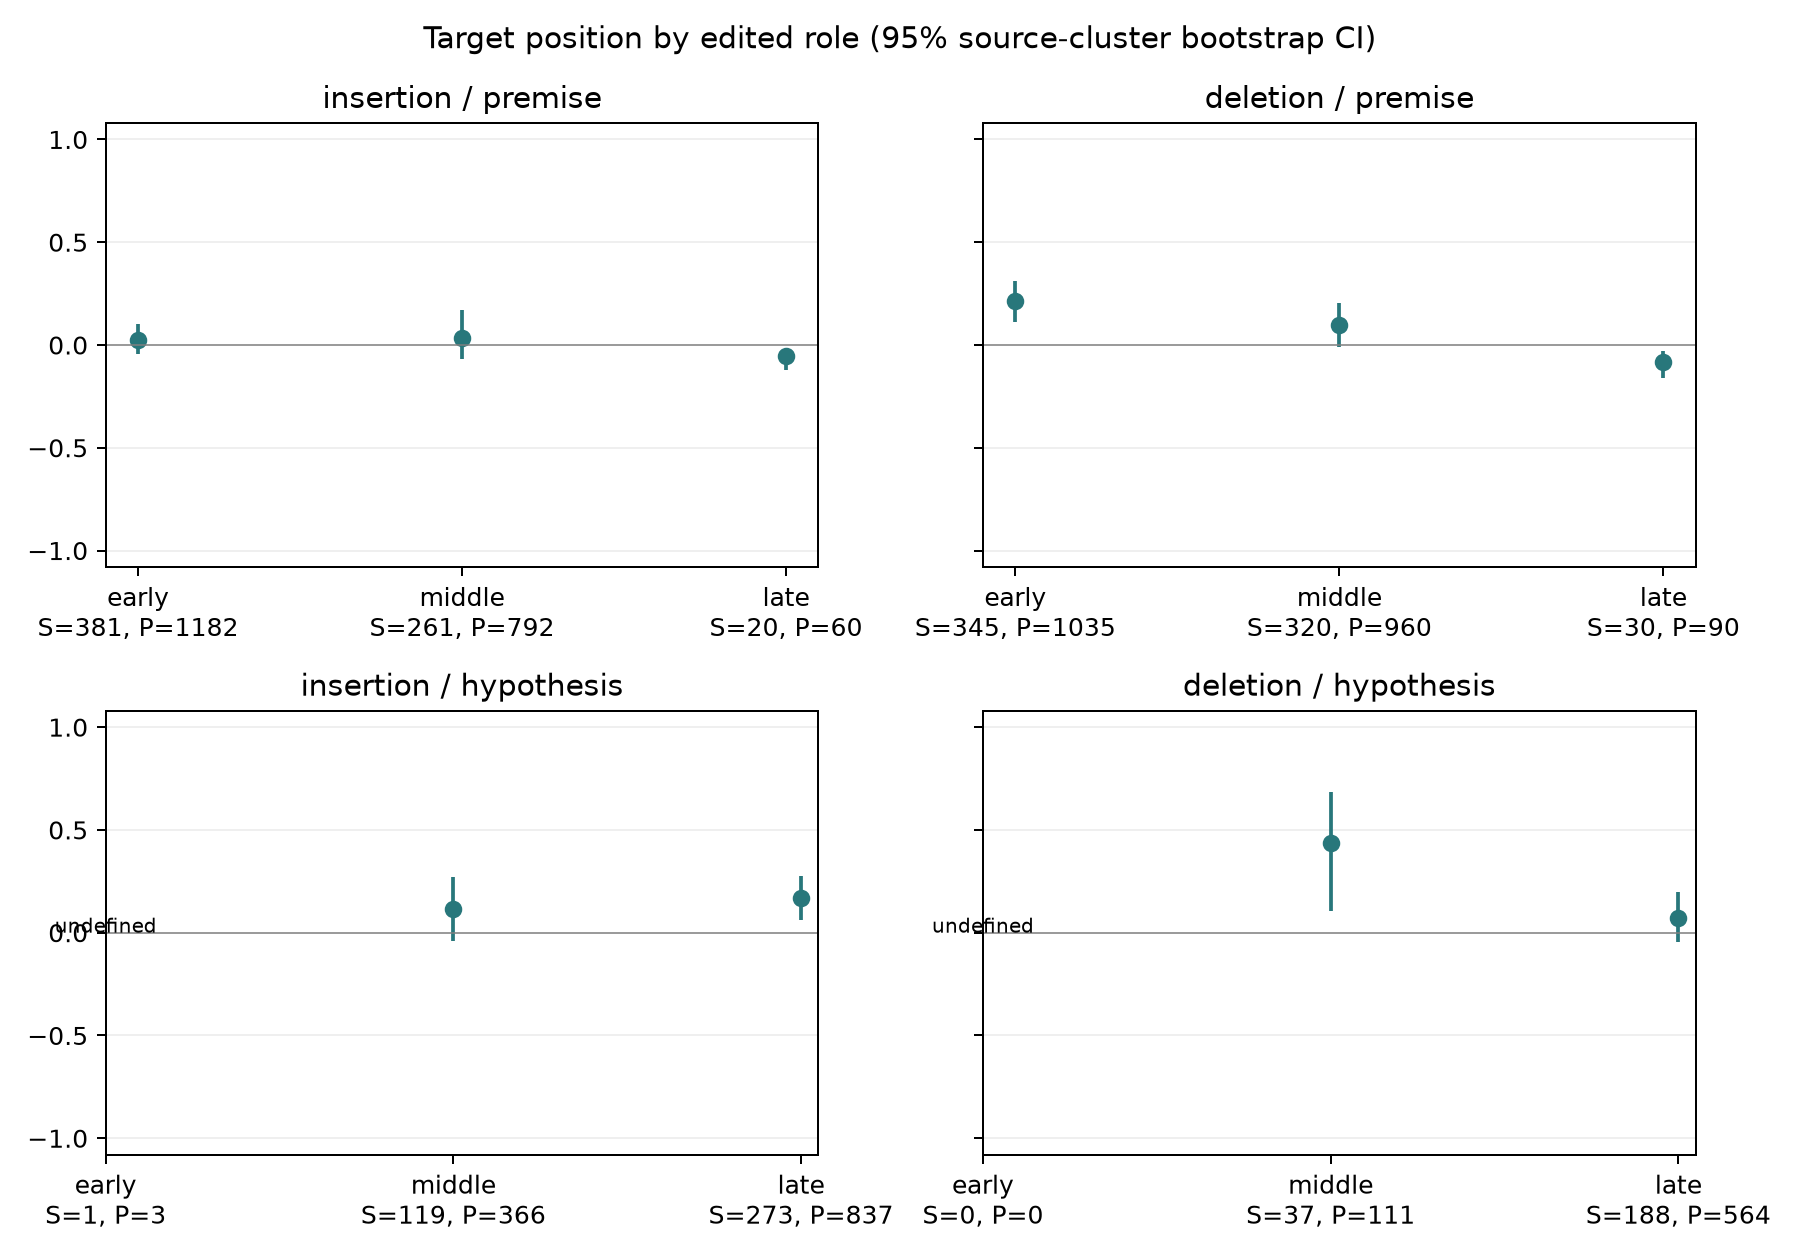 Target position by edited role (95% source-cluster bootstrap CI)
insertion / premise
deletion / premise
1.0
0.5
0.0
−0.5
−1.0
early
S=381, P=1182
middle
S=261, P=792
late
S=20, P=60
early
S=345, P=1035
middle
S=320, P=960
late
S=30, P=90
insertion / hypothesis
deletion / hypothesis
1.0
0.5
0.0
−0.5
−1.0
undefined
undefined
early
S=1, P=3
middle
S=119, P=366
late
S=273, P=837
early
S=0, P=0
middle
S=37, P=111
late
S=188, P=564